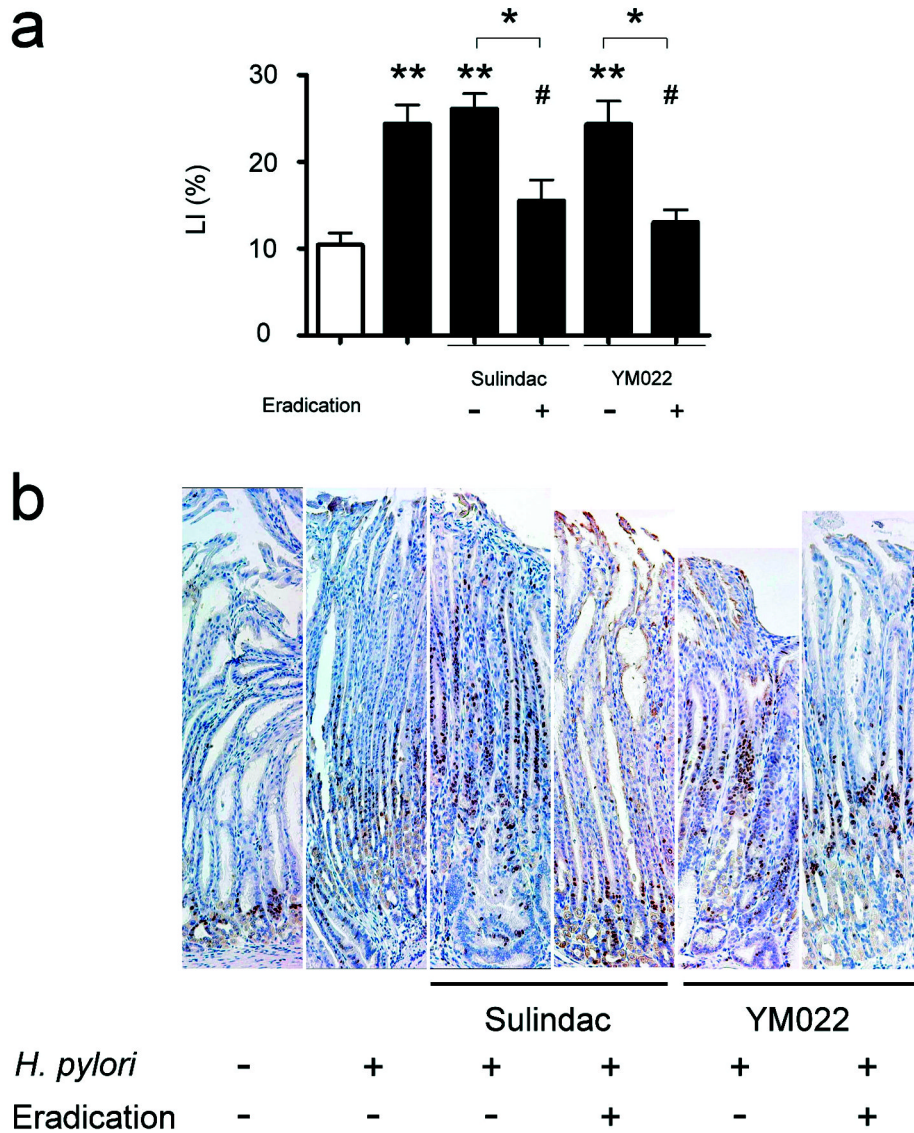 a
* *
** ** # ** #
30
20
10
0
LI (%)
Sulindac YM022
Eradication - + - +
b
Sulindac YM022
H. pylori - + + + + +
Eradication - - - + - +